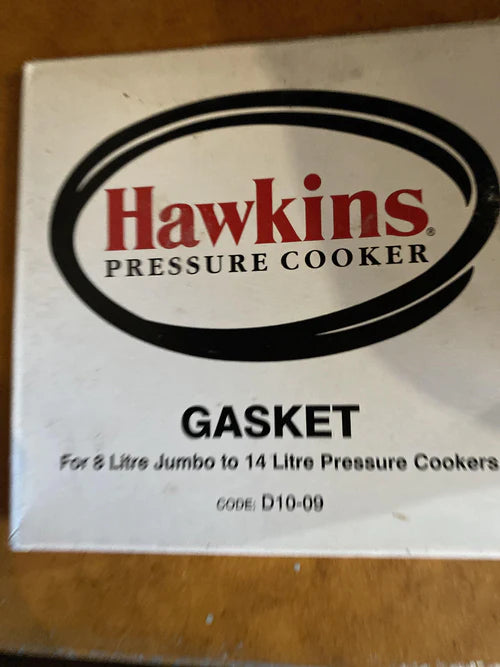 Hawkins®
PRESSURE COOKER
GASKET
For 8 Litre Jumbo to 14 Litre Pressure Cookers
CODE: D10-09